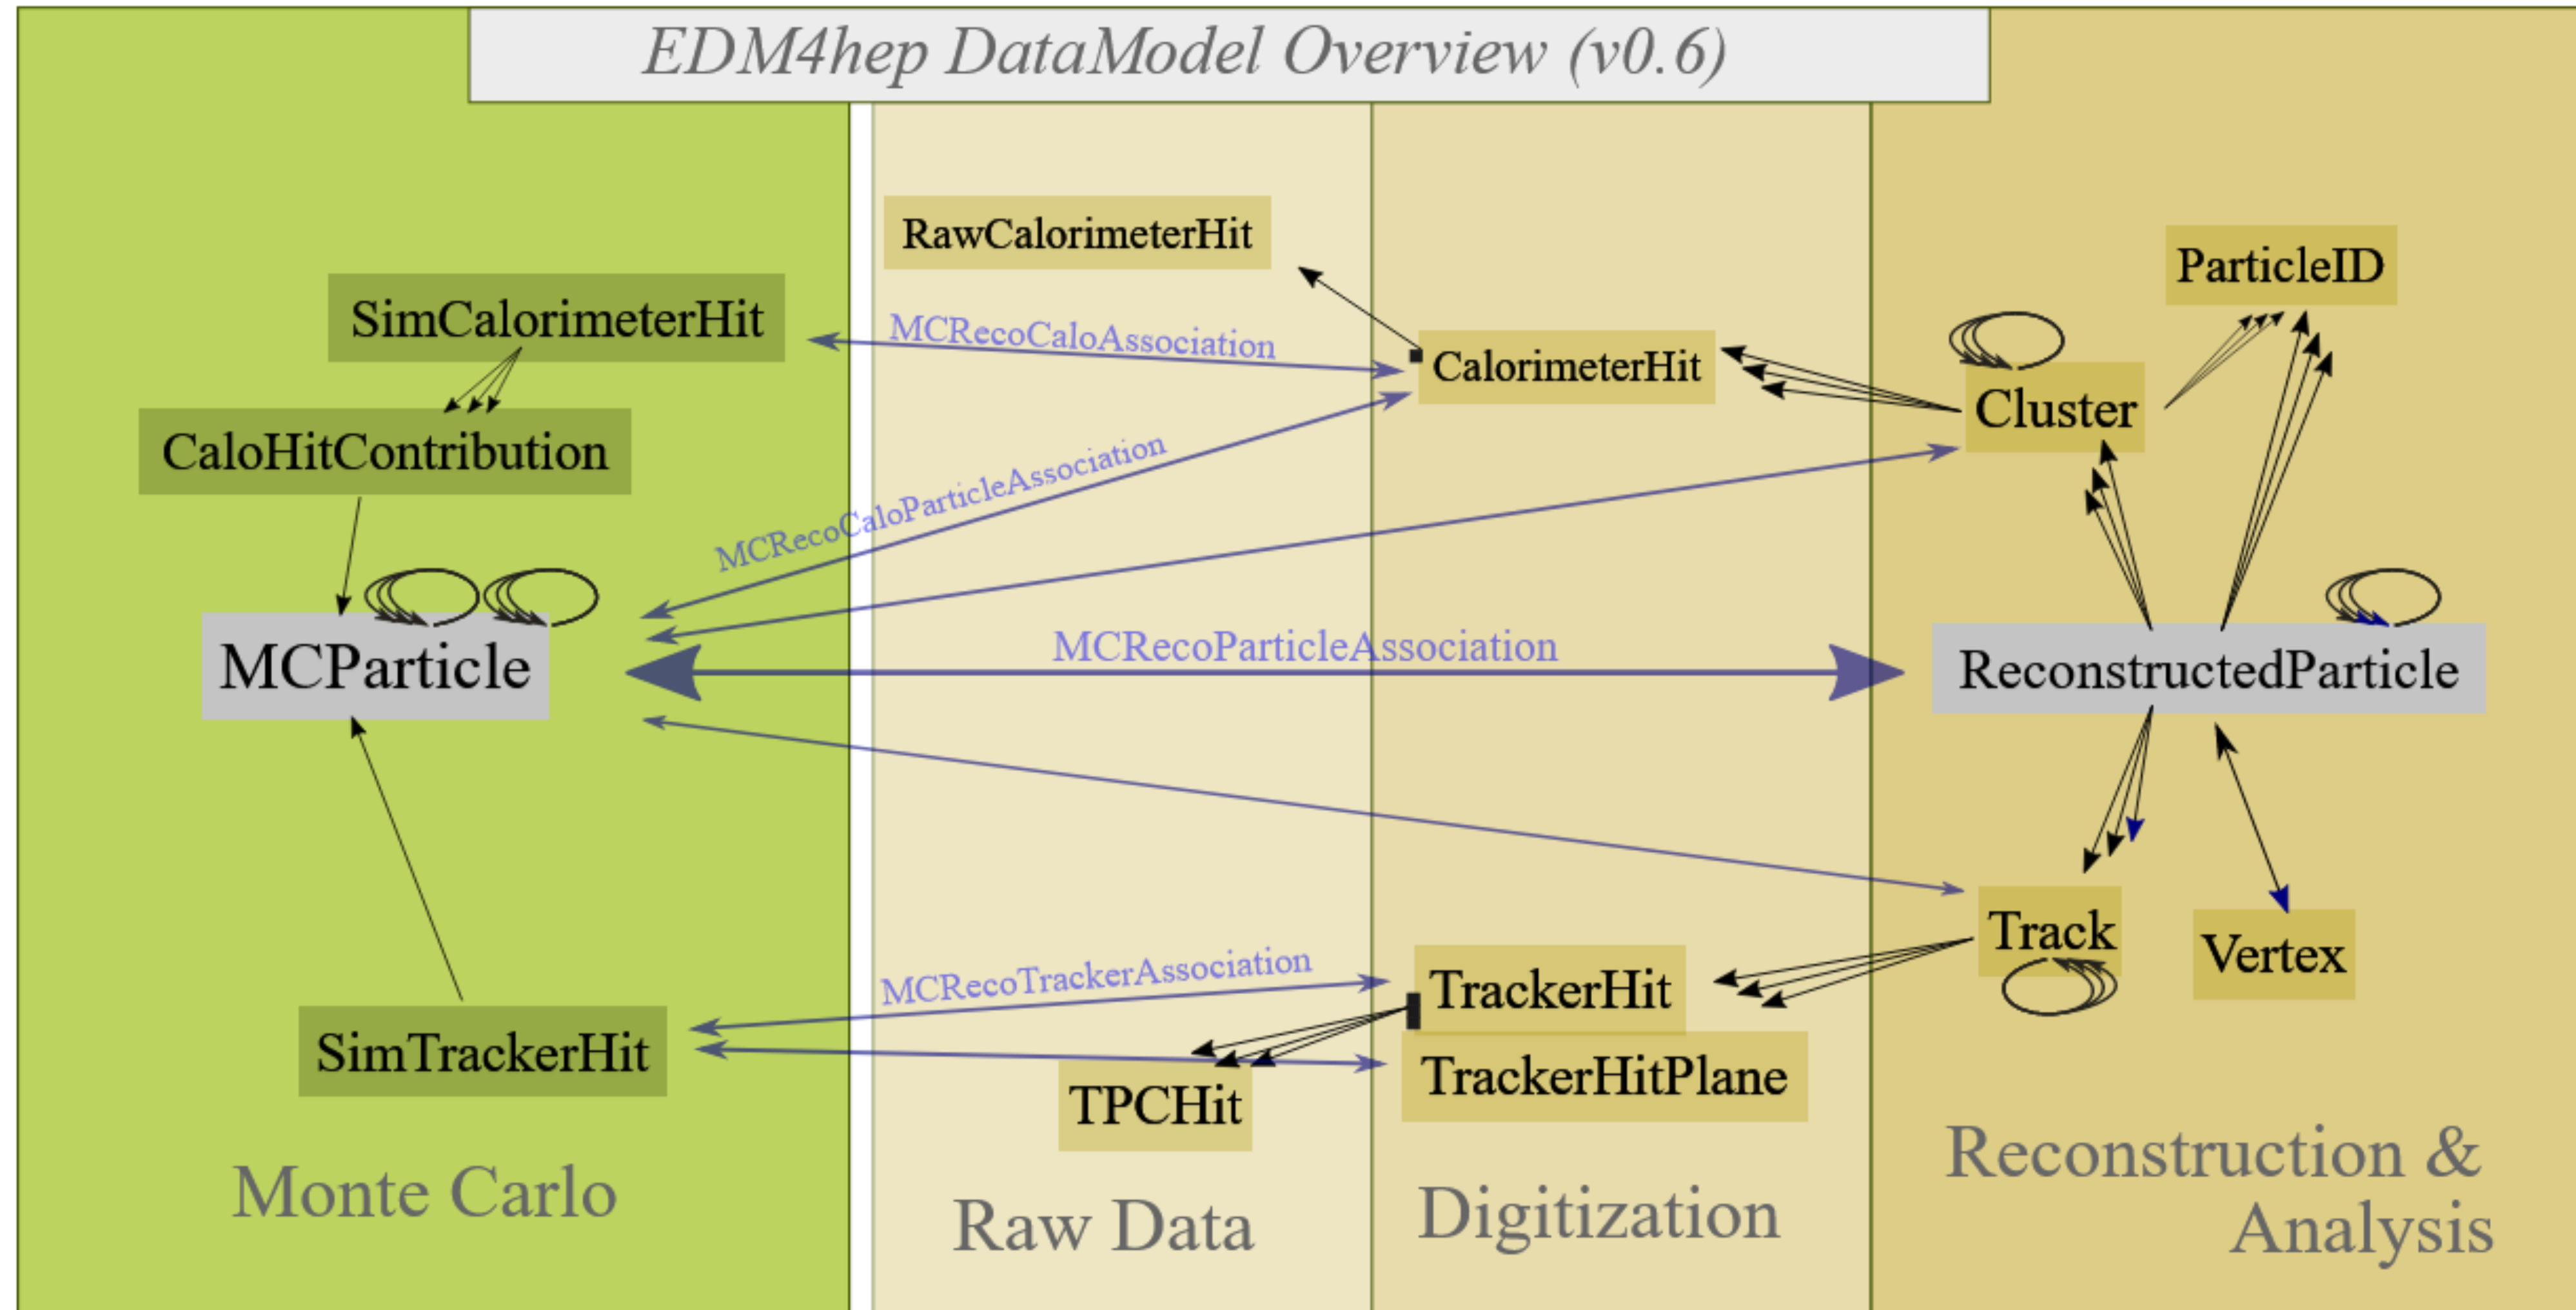 EDM4hep DataModel Overview (v0.6)
RawCalorimeterHit
ParticleID
SimCalorimeterHit
MCRecoCaloAssociation
CalorimeterHit
Cluster
CaloHitContribution
MCRecoCaloParticleAssociation
MCParticle
MCRecoParticleAssociation
ReconstructedParticle
Track
Vertex
MCRecoTrackerAssociation
TrackerHit
SimTrackerHit
TrackerHitPlane
TPCHit
Monte Carlo
Raw Data
Digitization
Reconstruction &
Analysis